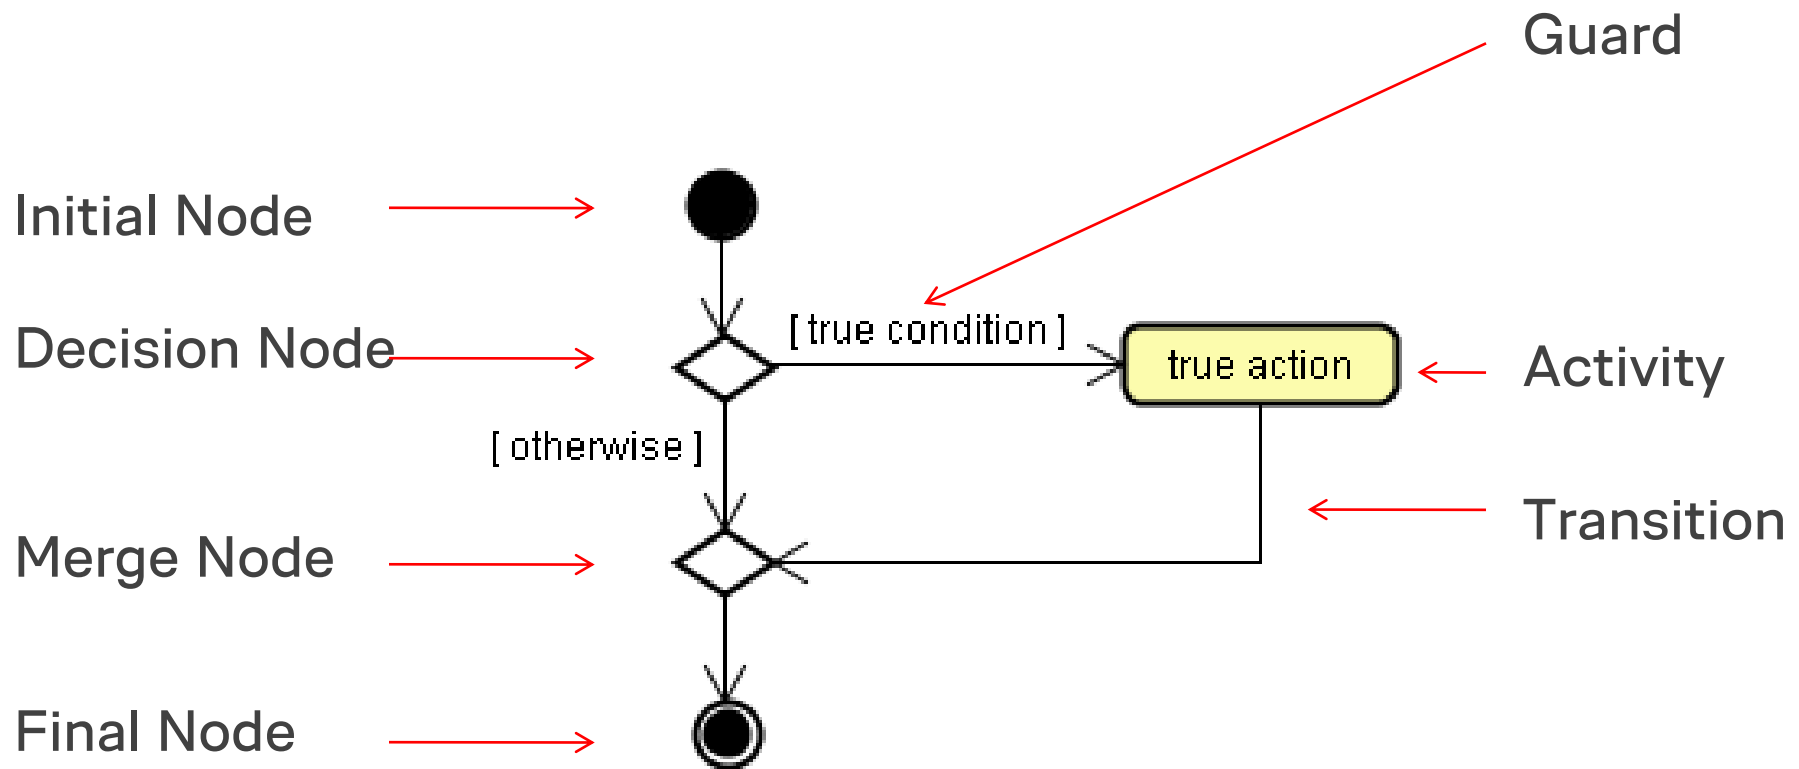 Guard
Initial Node
[ true condition ]
Decision Node
true action
Activity
[ otherwise ]
Transition
Merge Node
Final Node